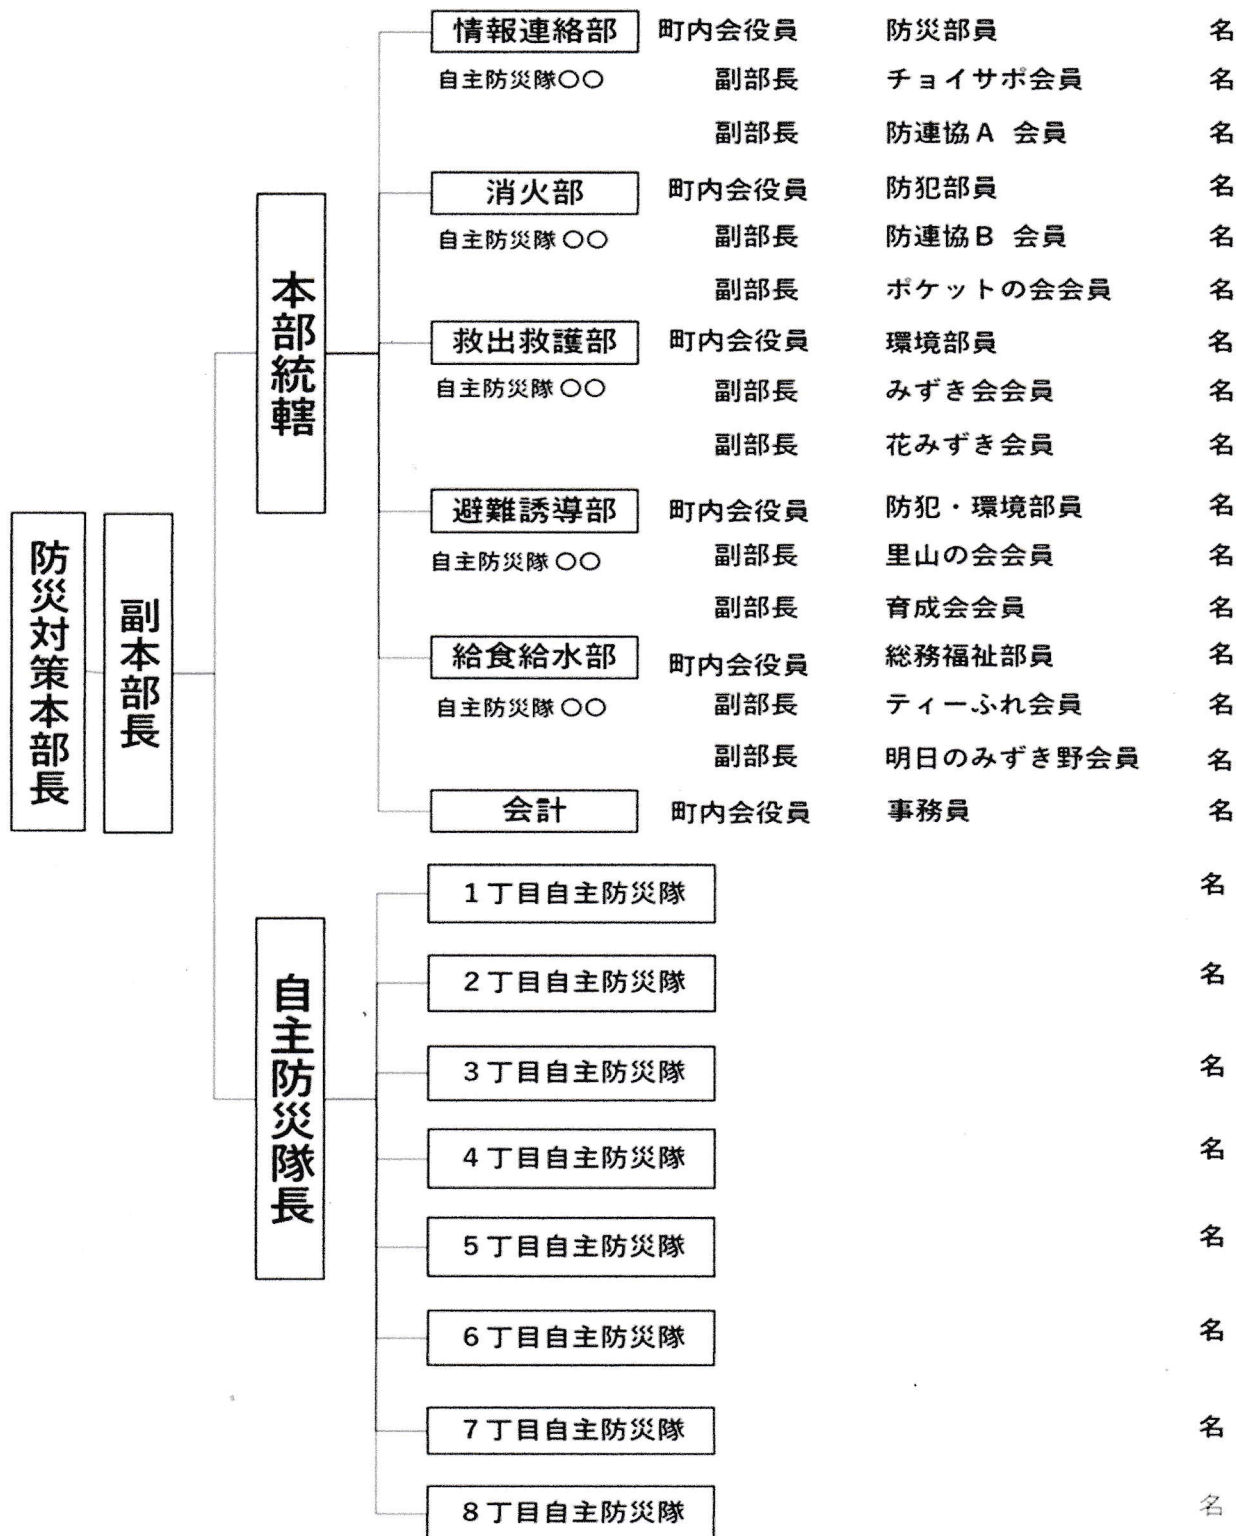 防災対策本部長
副本部長
本部統轄
情報連絡部 町内会役員 防災部員 名
自主防災隊〇〇 副部長 チョイサポ会員 名
副部長 防連協A 会員 名
消火部 町内会役員 防犯部員 名
自主防災隊〇〇 副部長 防連協B 会員 名
副部長 ポケットの会会員 名
救出救護部 町内会役員 環境部員 名
自主防災隊〇〇 副部長 みずき会会員 名
副部長 花みずき会員 名
避難誘導部 町内会役員 防犯・環境部員 名
自主防災隊〇〇 副部長 里山の会会員 名
副部長 育成会会員 名
給食給水部 町内会役員 総務福祉部員 名
自主防災隊〇〇 副部長 ティーふれ会員 名
副部長 明日のみずき野会員 名
会計 町内会役員 事務員 名
自主防災隊長
1丁目自主防災隊 名
2丁目自主防災隊 名
3丁目自主防災隊 名
4丁目自主防災隊 名
5丁目自主防災隊 名
6丁目自主防災隊 名
7丁目自主防災隊 名
8丁目自主防災隊 名